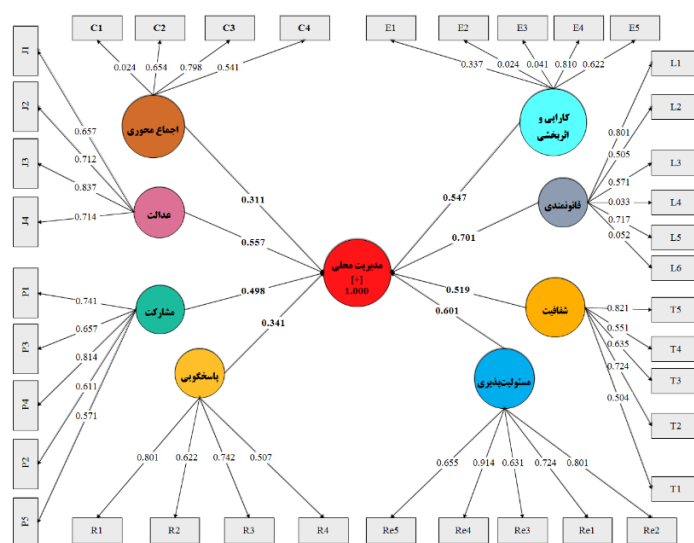 C1
C2
C3
C4
E1
E2
E3
E4
E5
0.024
0.654
0.798
0.541
0.337
0.024
0.041
0.810
0.622
اجماع محوری
کارایی و
اثربخشی
J1
J2
J3
J4
0.657
0.712
0.837
0.714
عدالت
L1
L2
L3
L4
L5
L6
0.801
0.505
0.571
0.033
0.717
0.052
قانونمندی
0.311
0.547
0.557
0.701
مدیریت محلی
[+]
1.000
0.498
0.519
0.341
0.601
P1
P3
P4
P2
P5
0.741
0.657
0.814
0.611
0.571
مشارکت
شفافیت
T5
T4
T3
T2
T1
0.821
0.551
0.635
0.724
0.504
پاسخگویی
مسئولیت‌پذیری
0.801
0.622
0.742
0.507
0.655
0.914
0.631
0.724
0.801
R1
R2
R3
R4
Re5
Re4
Re3
Re1
Re2